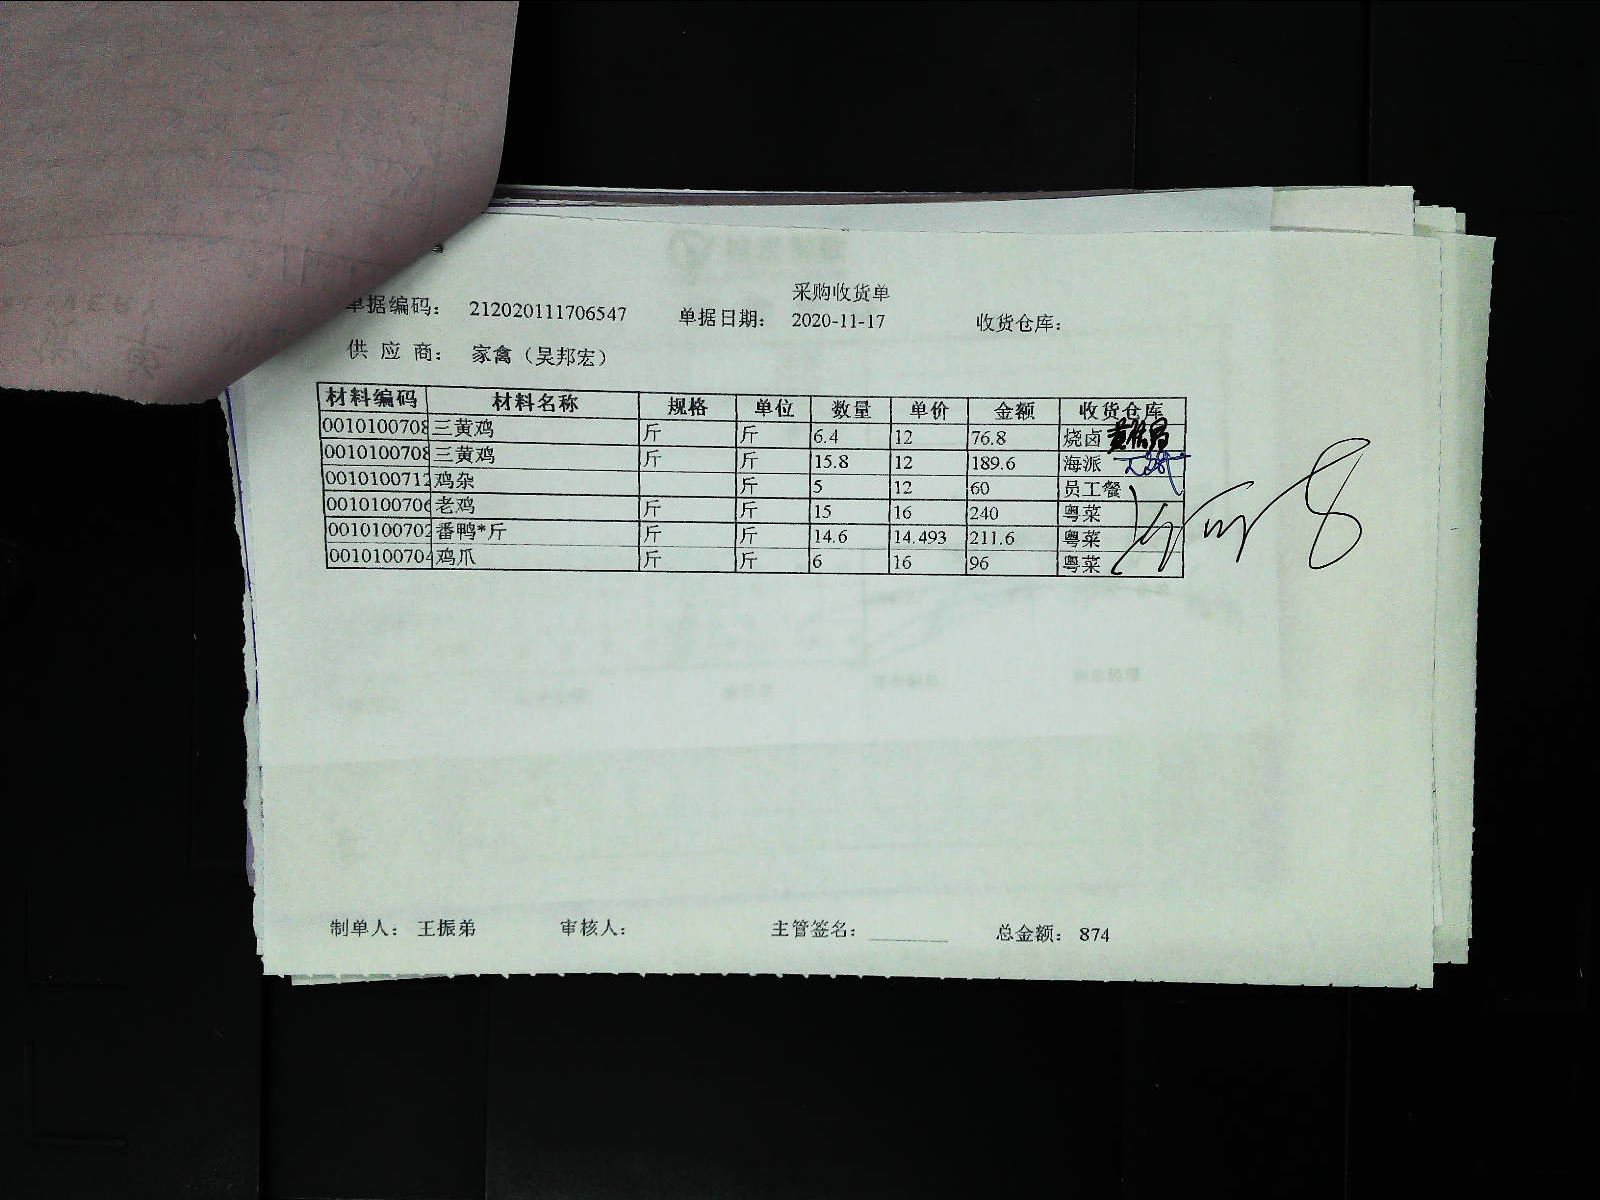 采购收货单
单据编码： 212020111706547 单据日期： 2020-11-17 收货仓库：
供 应 商： 家禽（吴邦宏）
材料编码 材料名称 规格 单位 数量 单价 金额 收货仓库
0010100708 三黄鸡 斤 斤 6.4 12 76.8 烧卤
0010100708 三黄鸡 斤 斤 15.8 12 189.6 海派
001010071 鸡杂 斤 5 12 60 员工餐
001010070 老鸡 斤 斤 15 16 240 粤菜
0010100702 番鸭*斤 斤 斤 14.6 14.493 211.6 粤菜
0010100704 鸡爪 斤 斤 6 16 96 粤菜
制单人： 王振弟 审核人： 主管签名： 总金额： 874